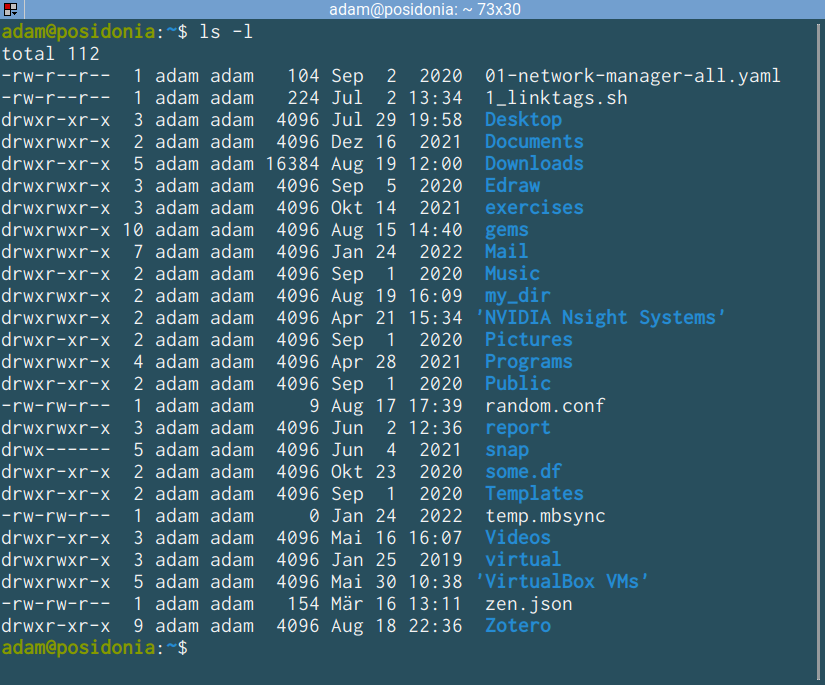 adam@posidonia: ~ 73x30
adam@posidonia:~$ ls -l
total 112
-rw-r--r--  1 adam adam   104 Sep  2  2020  01-network-manager-all.yaml
-rw-r--r--  1 adam adam   224 Jul  2 13:34  1_linktags.sh
drwxr-xr-x  3 adam adam  4096 Jul 29 19:58  Desktop
drwxrwxr-x  2 adam adam  4096 Dez 16  2021  Documents
drwxr-xr-x  5 adam adam 16384 Aug 19 12:00  Downloads
drwxrwxr-x  3 adam adam  4096 Sep  5  2020  Edraw
drwxrwxr-x  3 adam adam  4096 Okt 14  2021  exercises
drwxrwxr-x 10 adam adam  4096 Aug 15 14:40  gems
drwxrwxr-x  7 adam adam  4096 Jan 24  2022  Mail
drwxr-xr-x  2 adam adam  4096 Sep  1  2020  Music
drwxrwxr-x  2 adam adam  4096 Aug 19 16:09  my_dir
drwxrwxr-x  2 adam adam  4096 Apr 21 15:34 'NVIDIA Nsight Systems'
drwxr-xr-x  2 adam adam  4096 Sep  1  2020  Pictures
drwxrwxr-x  4 adam adam  4096 Apr 28  2021  Programs
drwxr-xr-x  2 adam adam  4096 Sep  1  2020  Public
-rw-rw-r--  1 adam adam     9 Aug 17 17:39  random.conf
drwxrwxr-x  3 adam adam  4096 Jun  2 12:36  report
drwx------  5 adam adam  4096 Jun  4  2021  snap
drwxr-xr-x  2 adam adam  4096 Okt 23  2020  some.df
drwxr-xr-x  2 adam adam  4096 Sep  1  2020  Templates
-rw-rw-r--  1 adam adam     0 Jan 24  2022  temp.mbsync
drwxr-xr-x  3 adam adam  4096 Mai 16 16:07  Videos
drwxrwxr-x  3 adam adam  4096 Jan 25  2019  virtual
drwxrwxr-x  5 adam adam  4096 Mai 30 10:38 'VirtualBox VMs'
-rw-rw-r--  1 adam adam   154 Mär 16 13:11  zen.json
drwxr-xr-x  9 adam adam  4096 Aug 18 22:36  Zotero
adam@posidonia:~$